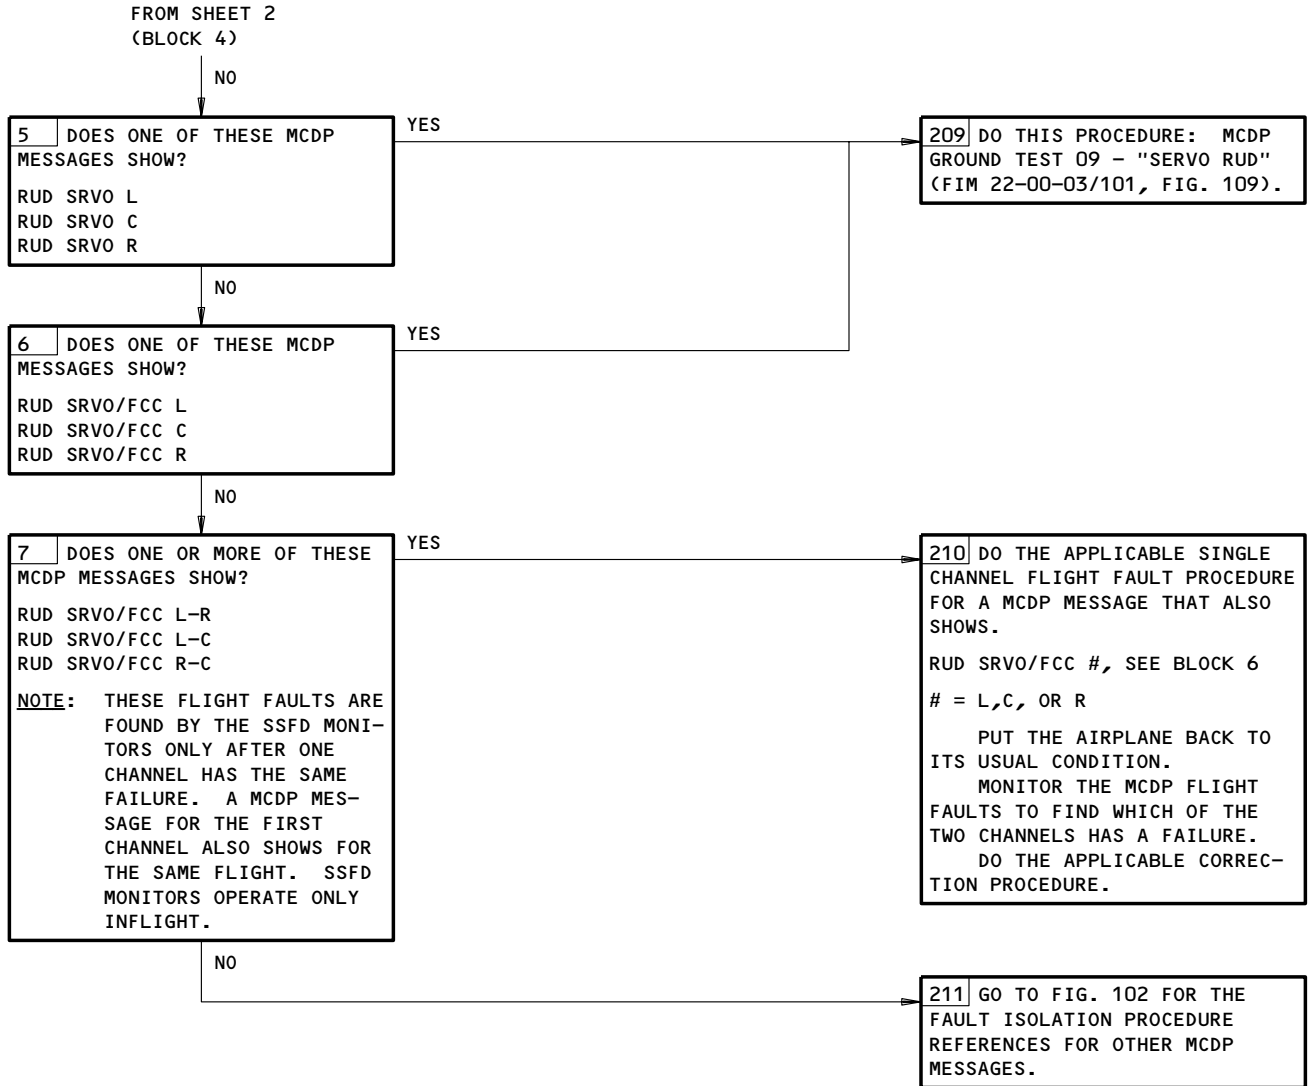 FROM SHEET 2
(BLOCK 4)
NO
5 DOES ONE OF THESE MCDP
MESSAGES SHOW?
RUD SRVO L
RUD SRVO C
RUD SRVO R
YES
209 DO THIS PROCEDURE: MCDP
GROUND TEST 09 – "SERVO RUD"
(FIM 22–00–03/101, FIG. 109).
NO
6 DOES ONE OF THESE MCDP
MESSAGES SHOW?
RUD SRVO/FCC L
RUD SRVO/FCC C
RUD SRVO/FCC R
YES
NO
7 DOES ONE OR MORE OF THESE
MCDP MESSAGES SHOW?
RUD SRVO/FCC L–R
RUD SRVO/FCC L–C
RUD SRVO/FCC R–C
NOTE: THESE FLIGHT FAULTS ARE
FOUND BY THE SSFD MONI–
TORS ONLY AFTER ONE
CHANNEL HAS THE SAME
FAILURE. A MCDP MES–
SAGE FOR THE FIRST
CHANNEL ALSO SHOWS FOR
THE SAME FLIGHT. SSFD
MONITORS OPERATE ONLY
INFLIGHT.
YES
210 DO THE APPLICABLE SINGLE
CHANNEL FLIGHT FAULT PROCEDURE
FOR A MCDP MESSAGE THAT ALSO
SHOWS.
RUD SRVO/FCC #, SEE BLOCK 6
# = L,C, OR R
PUT THE AIRPLANE BACK TO
ITS USUAL CONDITION.
MONITOR THE MCDP FLIGHT
FAULTS TO FIND WHICH OF THE
TWO CHANNELS HAS A FAILURE.
DO THE APPLICABLE CORREC–
TION PROCEDURE.
NO
211 GO TO FIG. 102 FOR THE
FAULT ISOLATION PROCEDURE
REFERENCES FOR OTHER MCDP
MESSAGES.